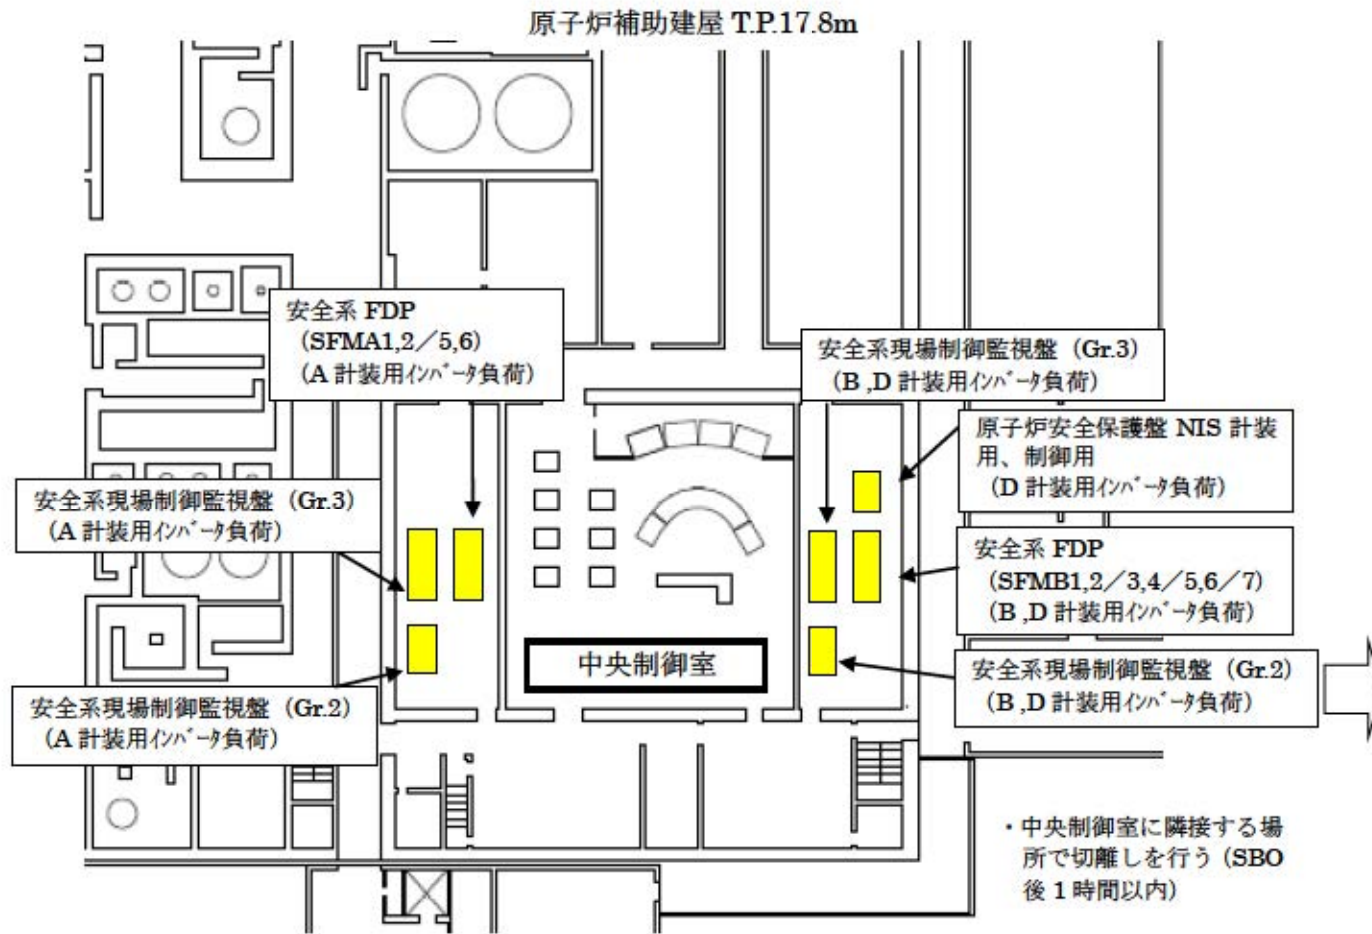 原子炉補助建屋 T.P.17.8m
安全系 FDP
(SFMA1,2／5,6)
(A 計装用ｲﾝﾊﾞｰﾀ負荷)
安全系現場制御監視盤（Gr.3）
(B ,D 計装用ｲﾝﾊﾞｰﾀ負荷)
原子炉安全保護盤 NIS 計装
用、制御用
(D 計装用ｲﾝﾊﾞｰﾀ負荷)
安全系現場制御監視盤（Gr.3）
(A 計装用ｲﾝﾊﾞｰﾀ負荷)
安全系 FDP
(SFMB1,2／3,4／5,6／7)
(B ,D 計装用ｲﾝﾊﾞｰﾀ負荷)
中央制御室
安全系現場制御監視盤（Gr.2）
(B ,D 計装用ｲﾝﾊﾞｰﾀ負荷)
安全系現場制御監視盤（Gr.2）
(A 計装用ｲﾝﾊﾞｰﾀ負荷)
・中央制御室に隣接する場
所で切離しを行う（SBO
後 1 時間以内）